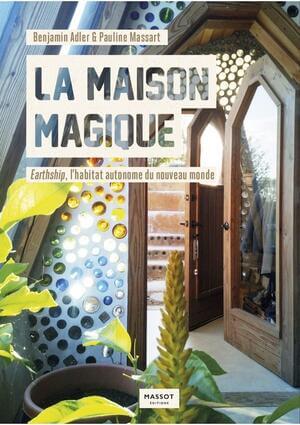 Benjamin Adler & Pauline Massart
LA MAISON
MAGIQUE
Earthship, l'habitat autonome du nouveau monde
MASSOT
ÉDITIONS